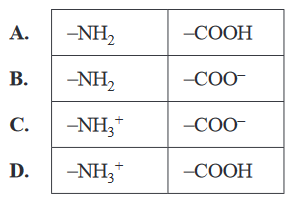 A. –NH₂ –COOH
B. –NH₂ –COO⁻
C. –NH₃⁺ –COO⁻
D. –NH₃⁺ –COOH